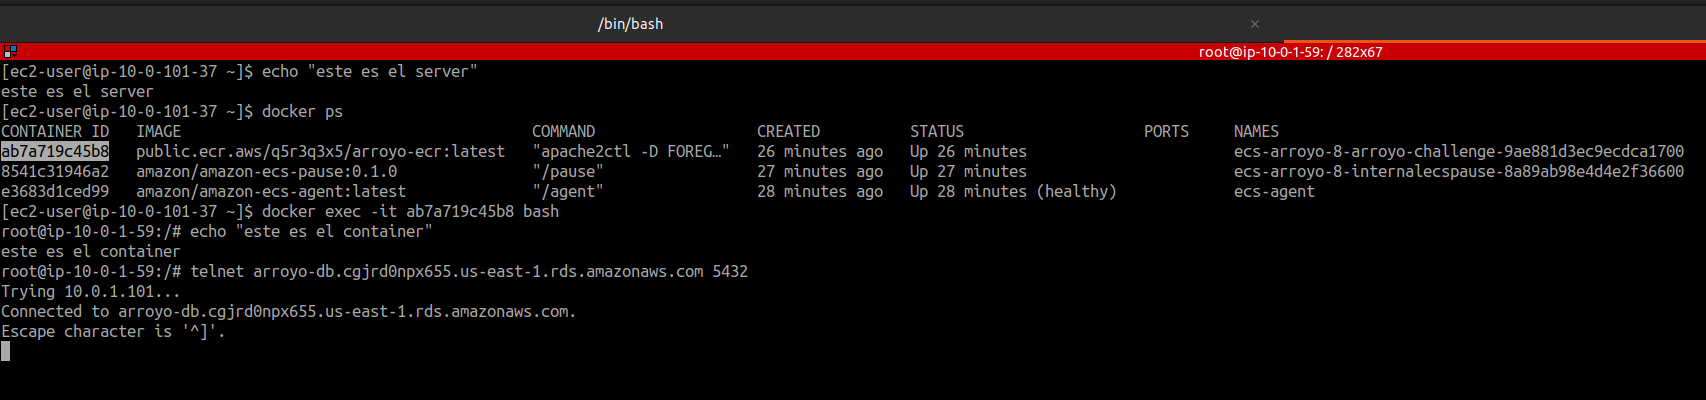 /bin/bash ×
root@ip-10-0-1-59: / 282x67
[ec2-user@ip-10-0-101-37 ~]$ echo "este es el server"
este es el server
[ec2-user@ip-10-0-101-37 ~]$ docker ps
CONTAINER ID   IMAGE   COMMAND   CREATED   STATUS   PORTS   NAMES
ab7a719c45b8   public.ecr.aws/q5r3q3x5/arroyo-ecr:latest   "apache2ctl -D FOREG…"   26 minutes ago   Up 26 minutes   ecs-arroyo-8-arroyo-challenge-9ae881d3ec9ecdca1700
8541c31946a2   amazon/amazon-ecs-pause:0.1.0   "/pause"   27 minutes ago   Up 27 minutes   ecs-arroyo-8-internalecspause-8a89ab98e4d4e2f36600
e3683d1ced99   amazon/amazon-ecs-agent:latest   "/agent"   28 minutes ago   Up 28 minutes (healthy)   ecs-agent
[ec2-user@ip-10-0-101-37 ~]$ docker exec -it ab7a719c45b8 bash
root@ip-10-0-1-59:/# echo "este es el container"
este es el container
root@ip-10-0-1-59:/# telnet arroyo-db.cgjrd0npx655.us-east-1.rds.amazonaws.com 5432
Trying 10.0.1.101...
Connected to arroyo-db.cgjrd0npx655.us-east-1.rds.amazonaws.com.
Escape character is '^]'.